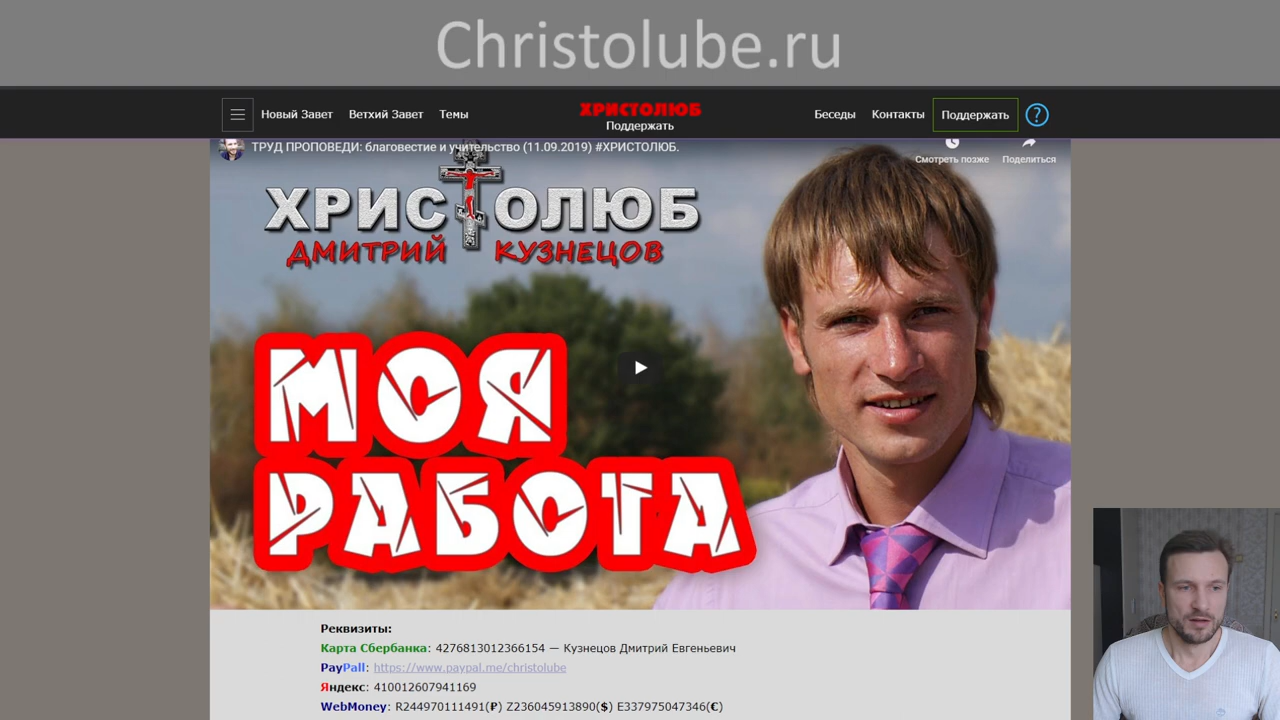 Christolube.ru
Новый Завет Ветхий Завет Темы
ХРИСТОЛЮБ
Поддержать
Беседы Контакты Поддержать ?
ТРУД ПРОПОВЕДИ: благовестие и учительство (11.09.2019) #ХРИСТОЛЮБ.
Смотреть позже Поделиться
ХРИСТОЛЮБ
ДМИТРИЙ КУЗНЕЦОВ
МОЯ
РАБОТА
Реквизиты:
Карта Сбербанка: 4276813012366154 — Кузнецов Дмитрий Евгеньевич
PayPall: https://www.paypal.me/christolube
Яндекс: 410012607941169
WebMoney: R244970111491(₽) Z236045913890($) E337975047346(€)